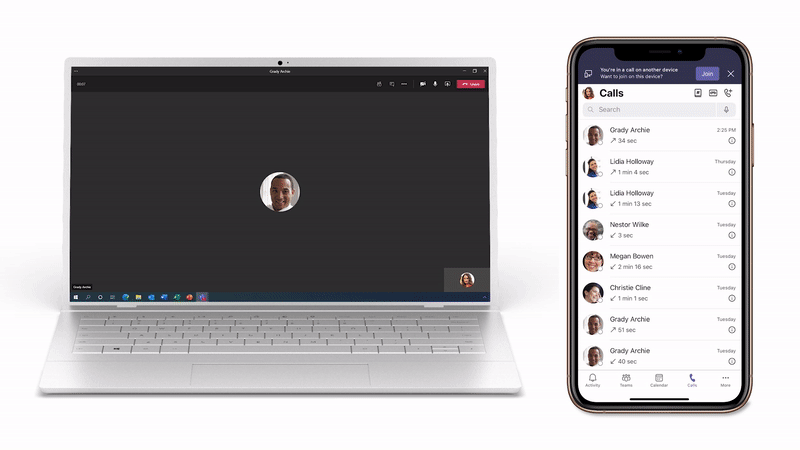 Grady Archie
00:07
Leave
Grady Archie
You're in a call on another device
Want to join on this device?
Join
Calls
Search
Grady Archie
2:26 PM
34 sec
Lidia Holloway
Thursday
1 min 4 sec
Lidia Holloway
Tuesday
1 min 13 sec
Nestor Wilke
Tuesday
3 sec
Megan Bowen
Tuesday
2 min 16 sec
Christie Cline
Tuesday
1 min 1 sec
Grady Archie
Tuesday
51 sec
Grady Archie
Tuesday
40 sec
Activity
Teams
Calendar
Calls
More